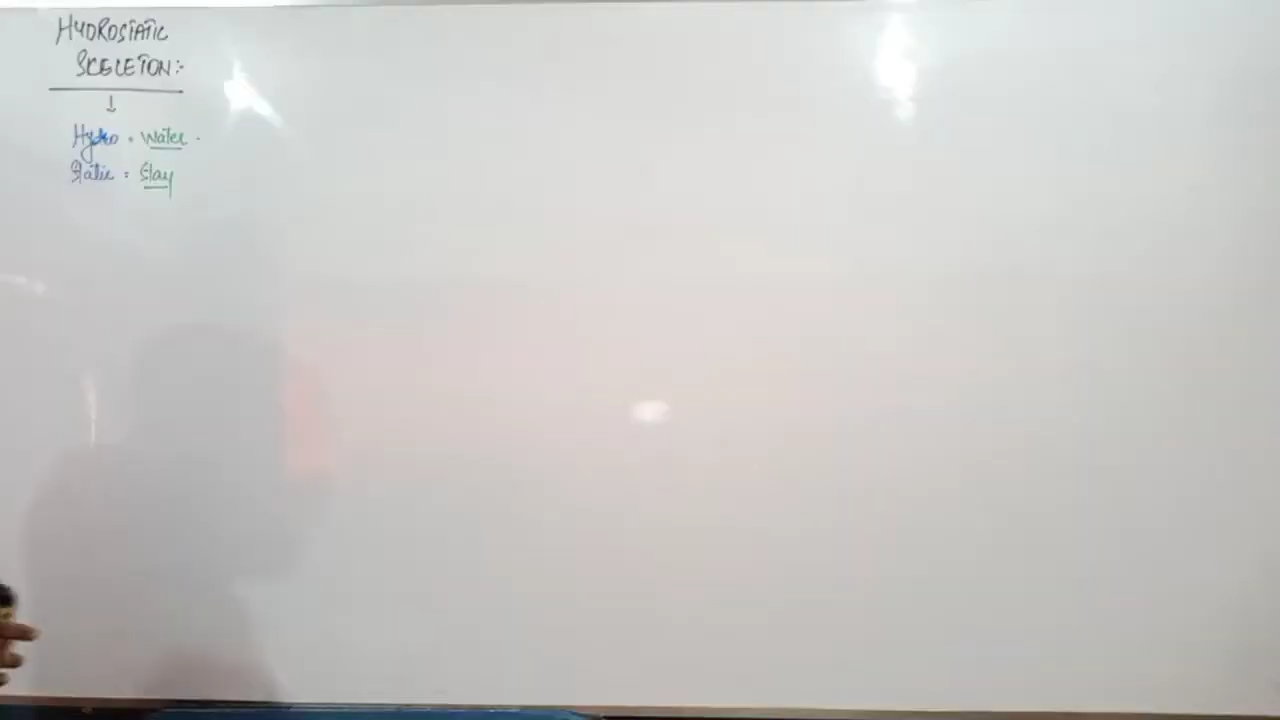 HYDROSTATIC
SKELETON:-
↓
Hydro = Water.
Static = Stay